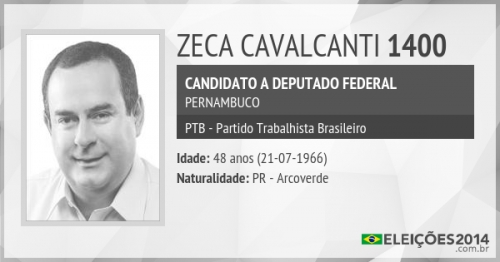 ZECA CAVALCANTI 1400
CANDIDATO A DEPUTADO FEDERAL
PERNAMBUCO
PTB - Partido Trabalhista Brasileiro
Idade: 48 anos (21-07-1966)
Naturalidade: PR - Arcoverde
ELEIÇÕES2014
.com.br